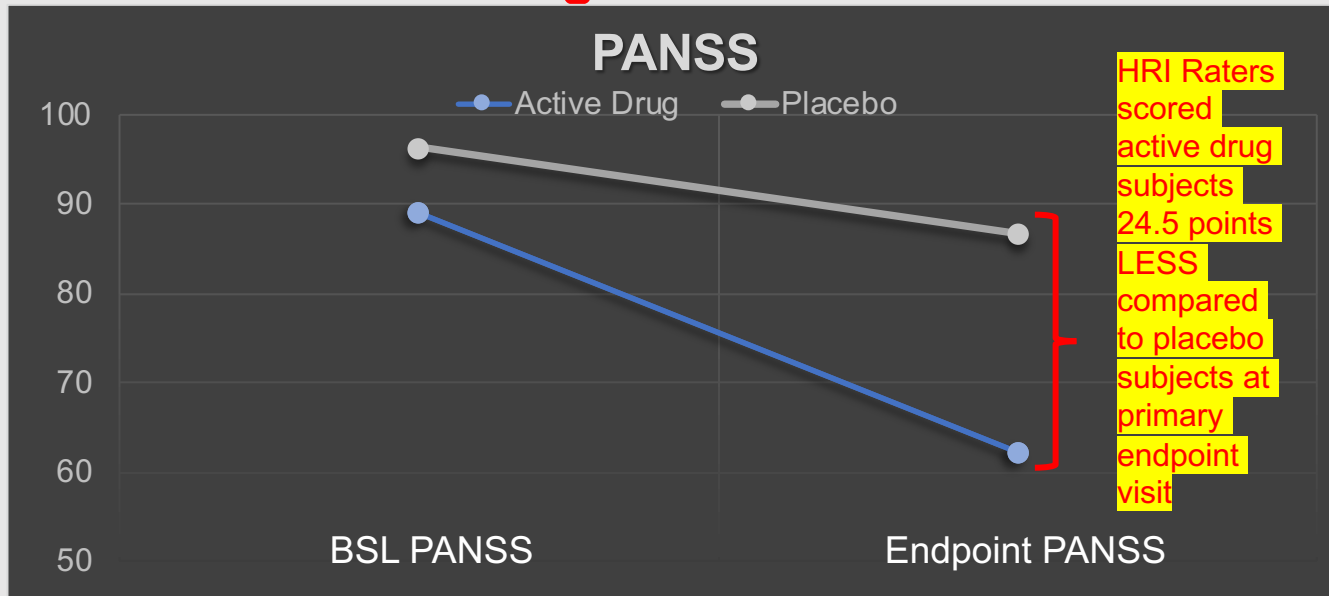 PANSS
Active Drug
Placebo
100
90
80
70
60
50
BSL PANSS
Endpoint PANSS
HRI Raters
scored
active drug
subjects
24.5 points
LESS
compared
to placebo
subjects at
primary
endpoint
visit